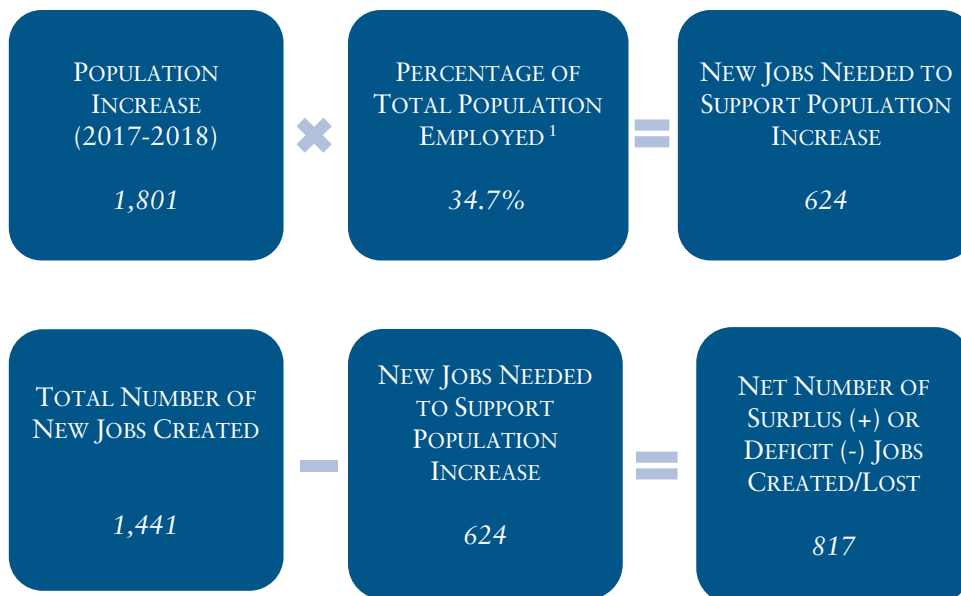 POPULATION
INCREASE
(2017-2018)
1,801
PERCENTAGE OF
TOTAL POPULATION
EMPLOYED 1
34.7%
NEW JOBS NEEDED TO
SUPPORT POPULATION
INCREASE
624
TOTAL NUMBER OF
NEW JOBS CREATED
1,441
NEW JOBS NEEDED
TO SUPPORT
POPULATION
INCREASE
624
NET NUMBER OF
SURPLUS (+) OR
DEFICIT (-) JOBS
CREATED/LOST
817